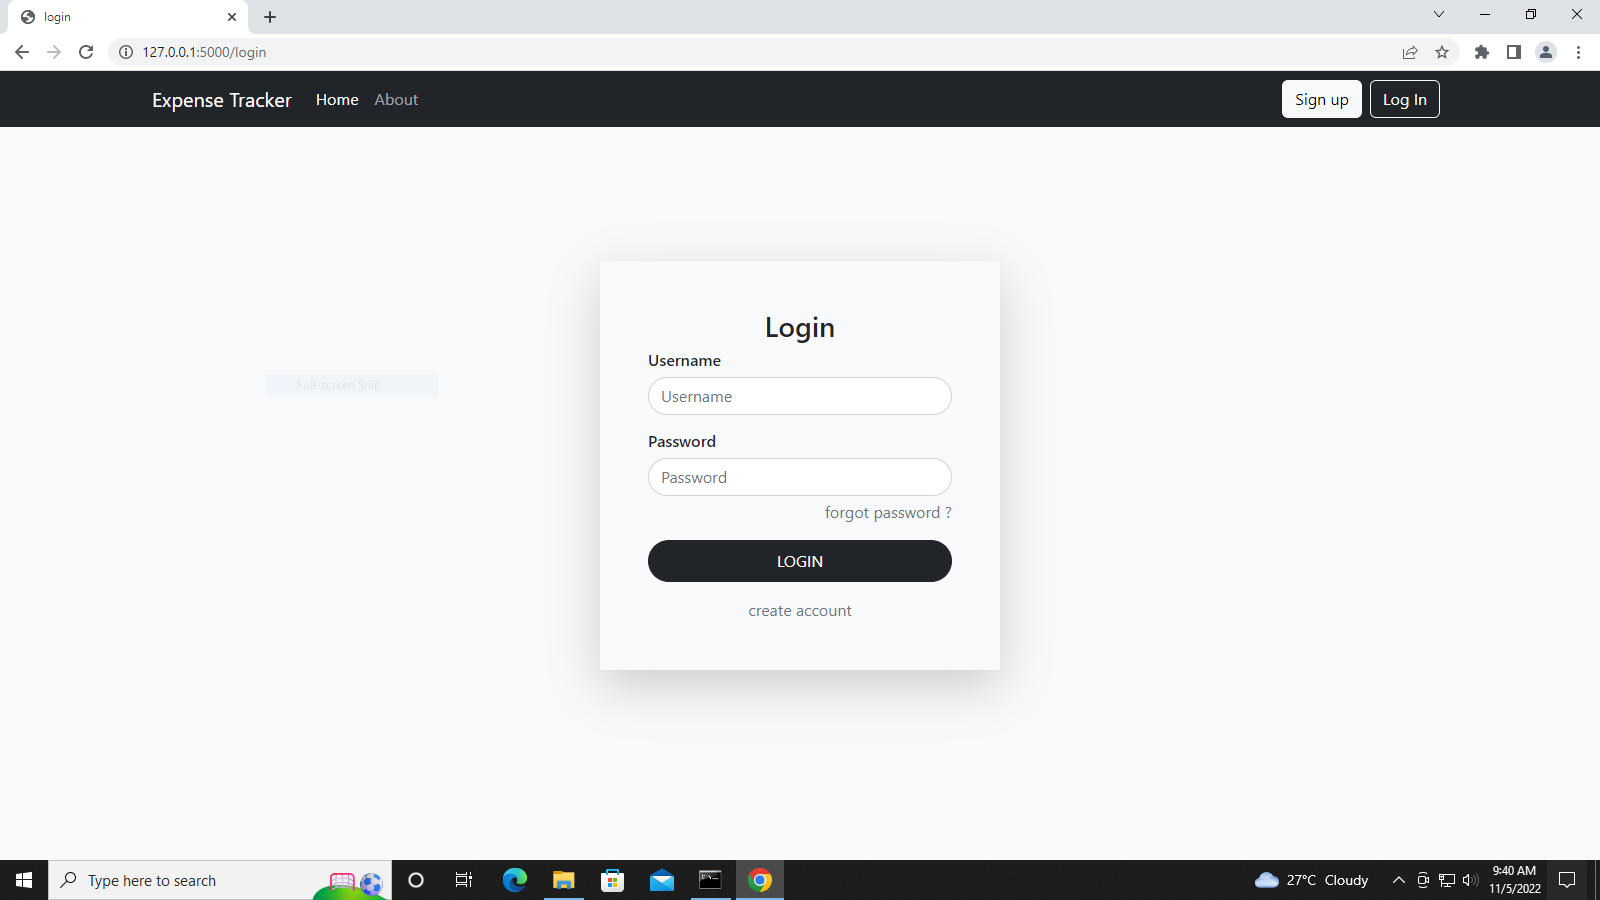 login
127.0.0.1:5000/login
Expense Tracker Home About Sign up Log In
Login
Username
Full-screen Snip
Username
Password
Password
forgot password ?
LOGIN
create account
Type here to search
27°C Cloudy
9:40 AM
11/5/2022